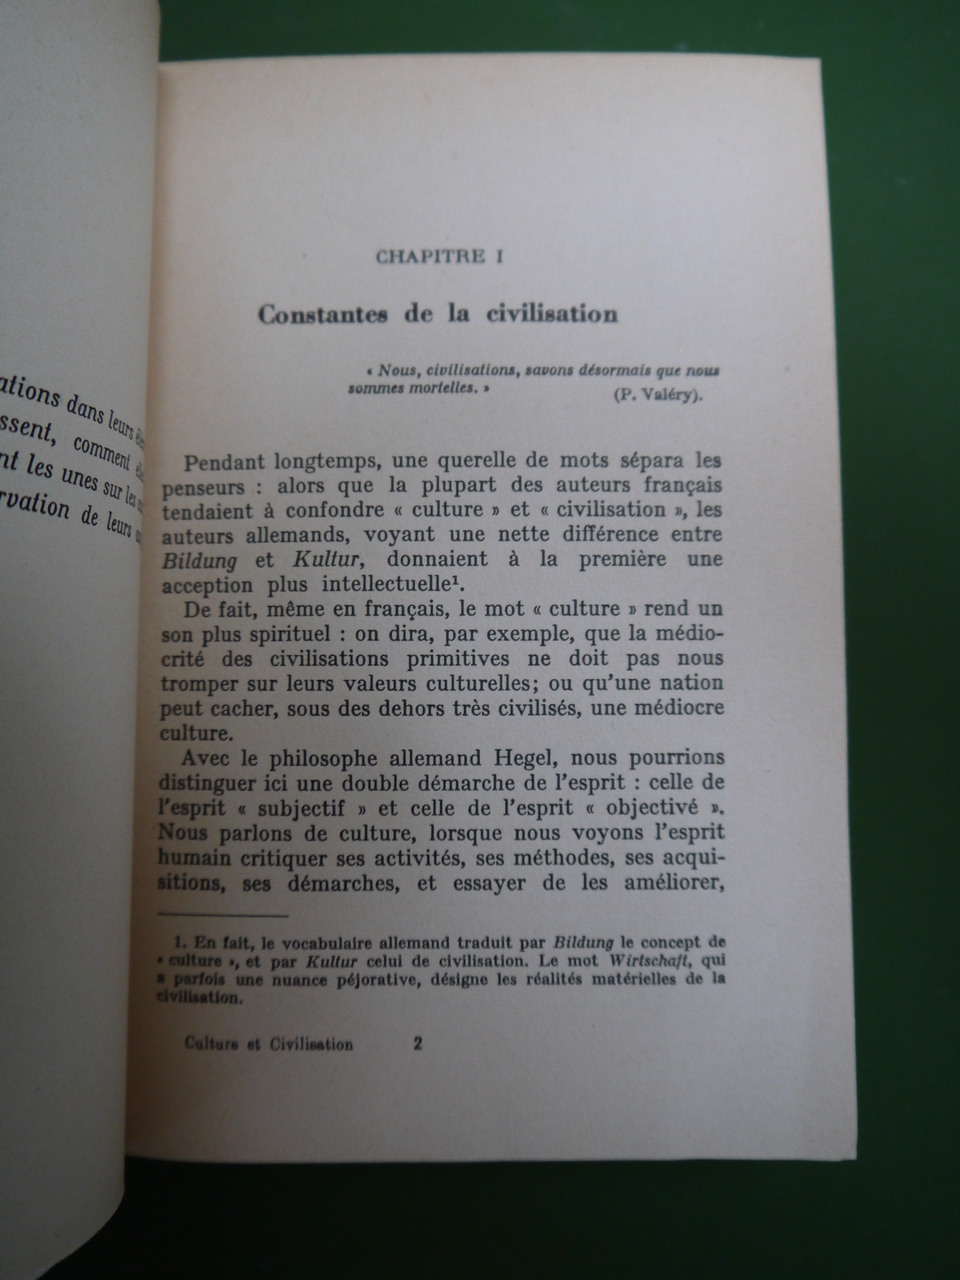 ations dans leurs
ssent, comment
nt les unes sur les
rvation de leurs
CHAPITRE I
Constantes de la civilisation
« Nous, civilisations, savons désormais que nous
sommes mortelles. »
(P. Valéry).
Pendant longtemps, une querelle de mots sépara les
penseurs : alors que la plupart des auteurs français
tendaient à confondre « culture » et « civilisation », les
auteurs allemands, voyant une nette différence entre
Bildung et Kultur, donnaient à la première une
acception plus intellectuelle¹.
De fait, même en français, le mot « culture » rend un
son plus spirituel : on dira, par exemple, que la médio-
crité des civilisations primitives ne doit pas nous
tromper sur leurs valeurs culturelles; ou qu'une nation
peut cacher, sous des dehors très civilisés, une médiocre
culture.
Avec le philosophe allemand Hegel, nous pourrions
distinguer ici une double démarche de l'esprit : celle de
l'esprit « subjectif » et celle de l'esprit « objectivé ».
Nous parlons de culture, lorsque nous voyons l'esprit
humain critiquer ses activités, ses méthodes, ses acqui-
sitions, ses démarches, et essayer de les améliorer,
1. En fait, le vocabulaire allemand traduit par Bildung le concept de
« culture », et par Kultur celui de civilisation. Le mot Wirtschaft, qui
a parfois une nuance péjorative, désigne les réalités matérielles de la
civilisation.
Culture et Civilisation 2